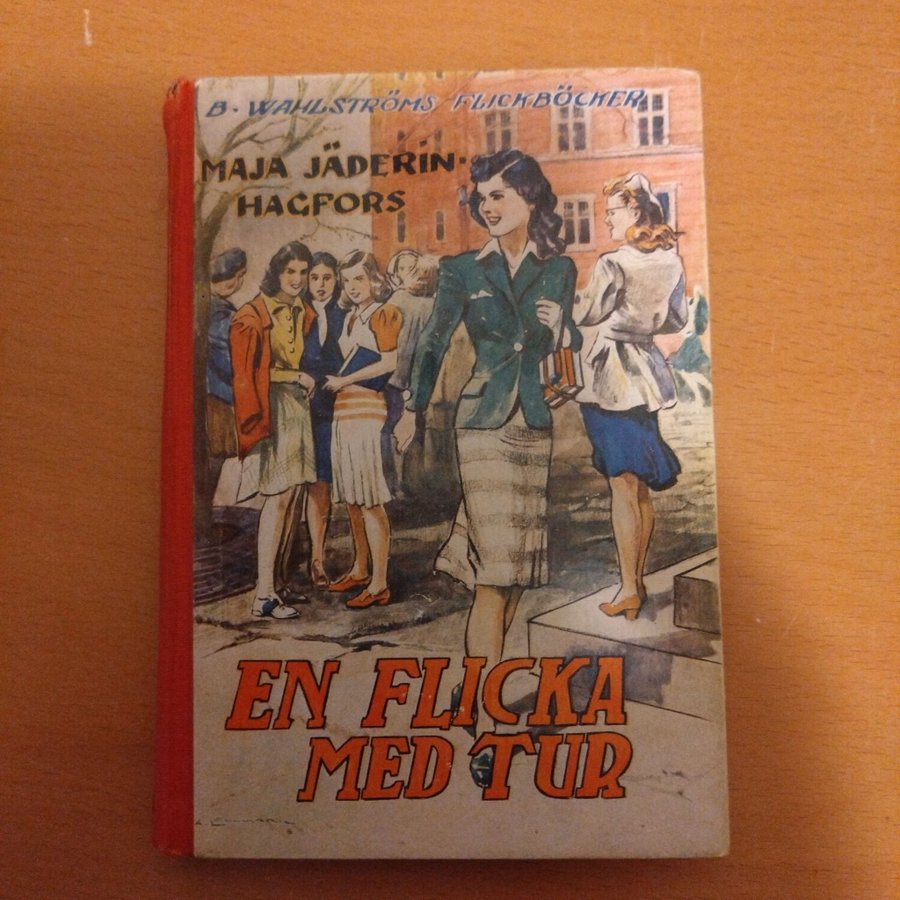 B. WAHLSTRÖMS FLICKBÖCKER
MAJA JÄDERIN-
HAGFORS
EN FLICKA
MED TUR